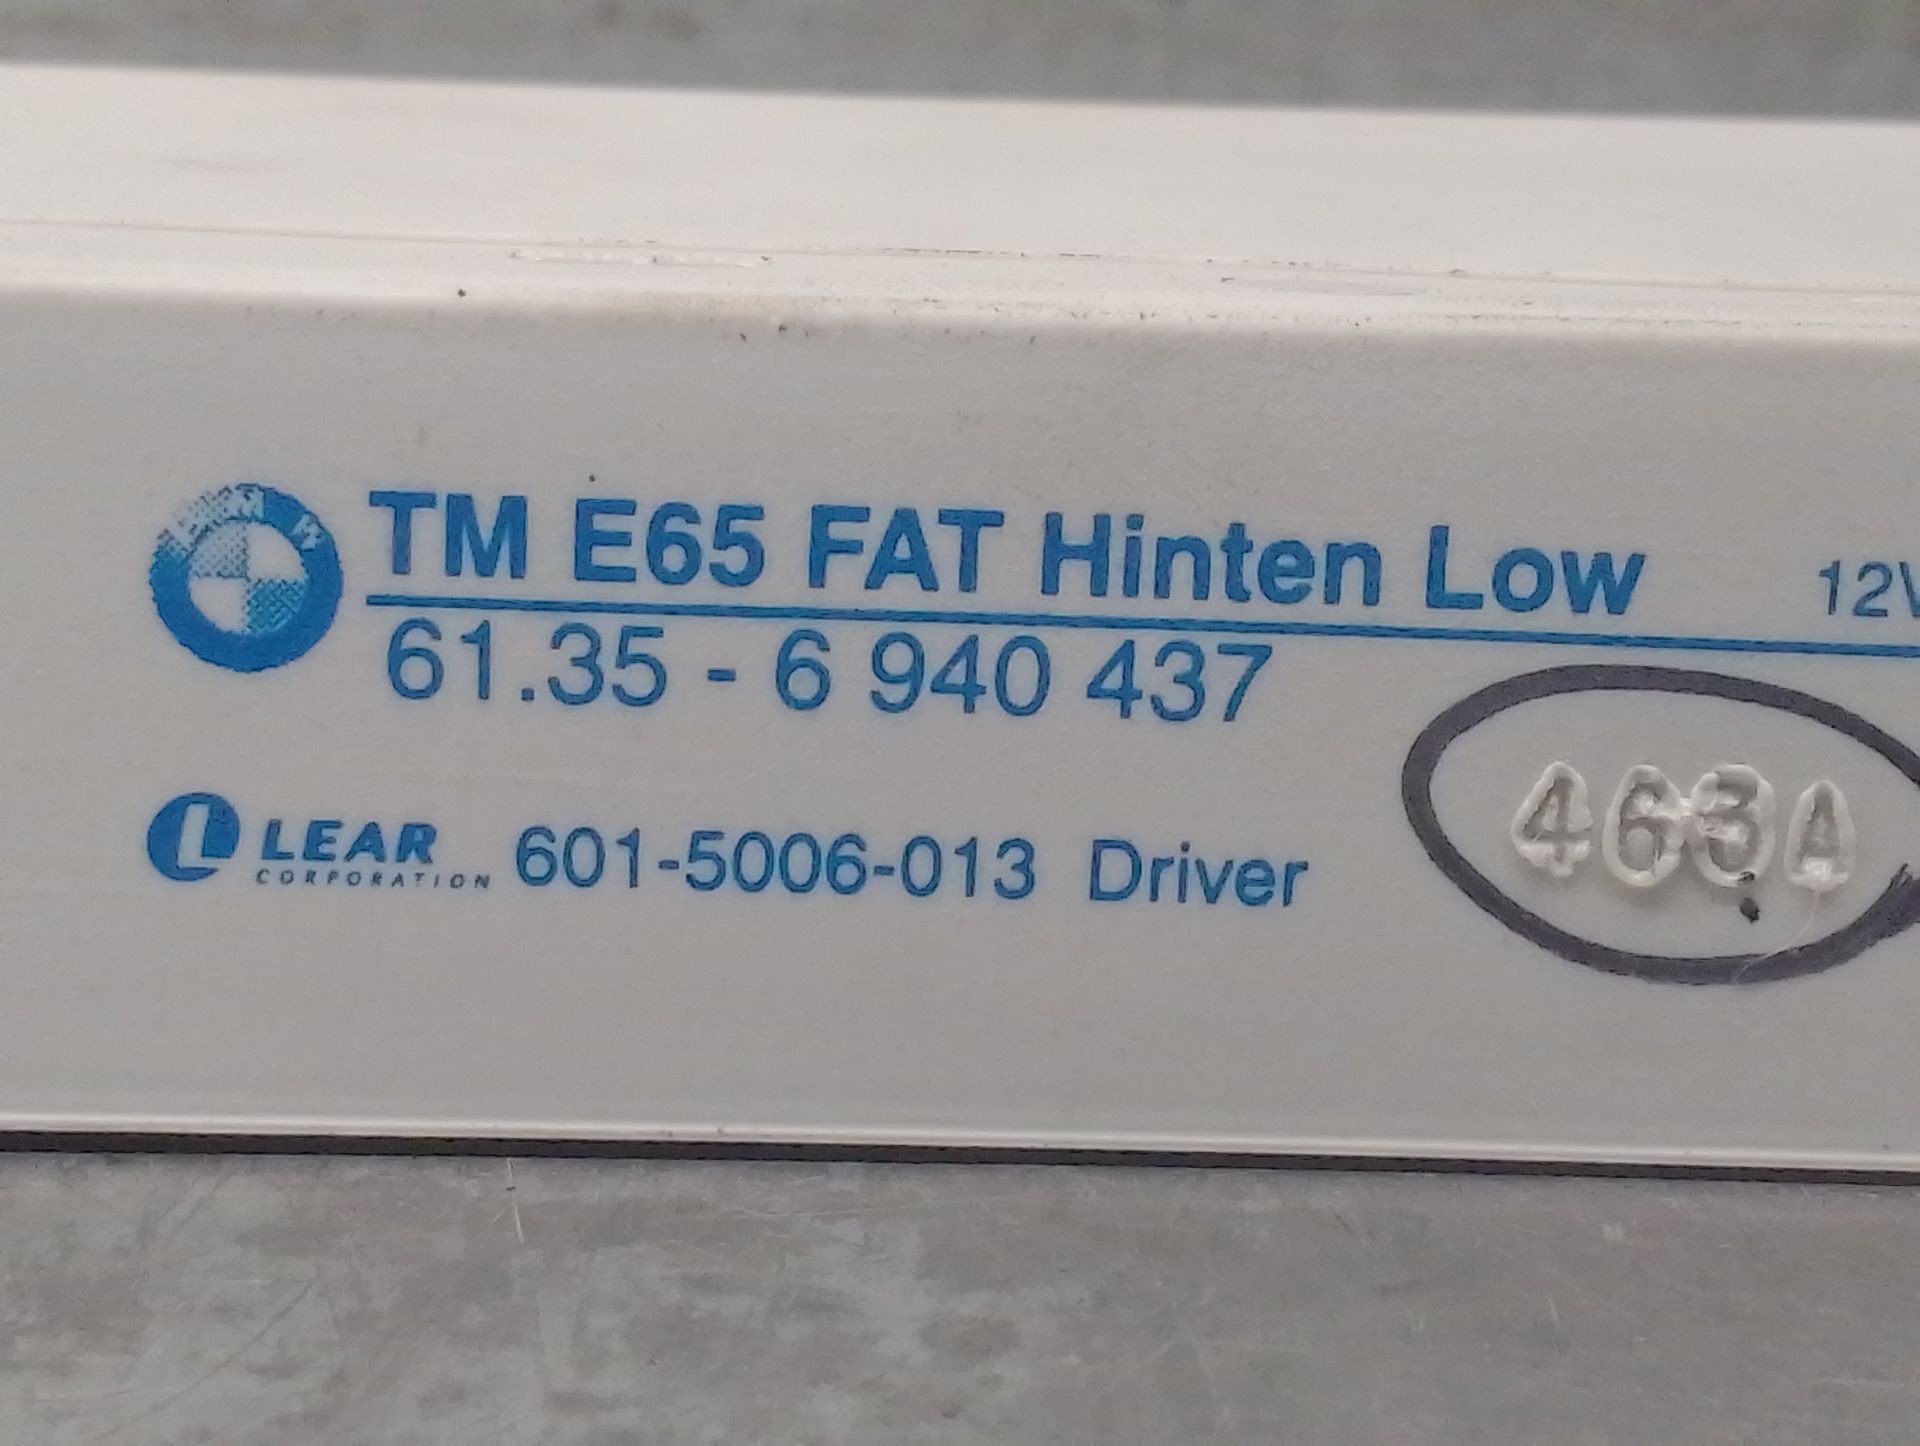 TM E65 FAT Hinten Low 12V
61.35 - 6 940 437
LEAR CORPORATION 601-5006-013 Driver
463A